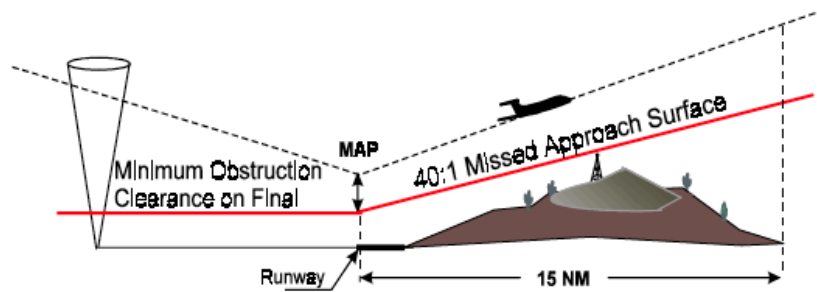 MAP
40:1 Missed Approach Surface
Minimum Obstruction
Clearance on Final
Runway
15 NM